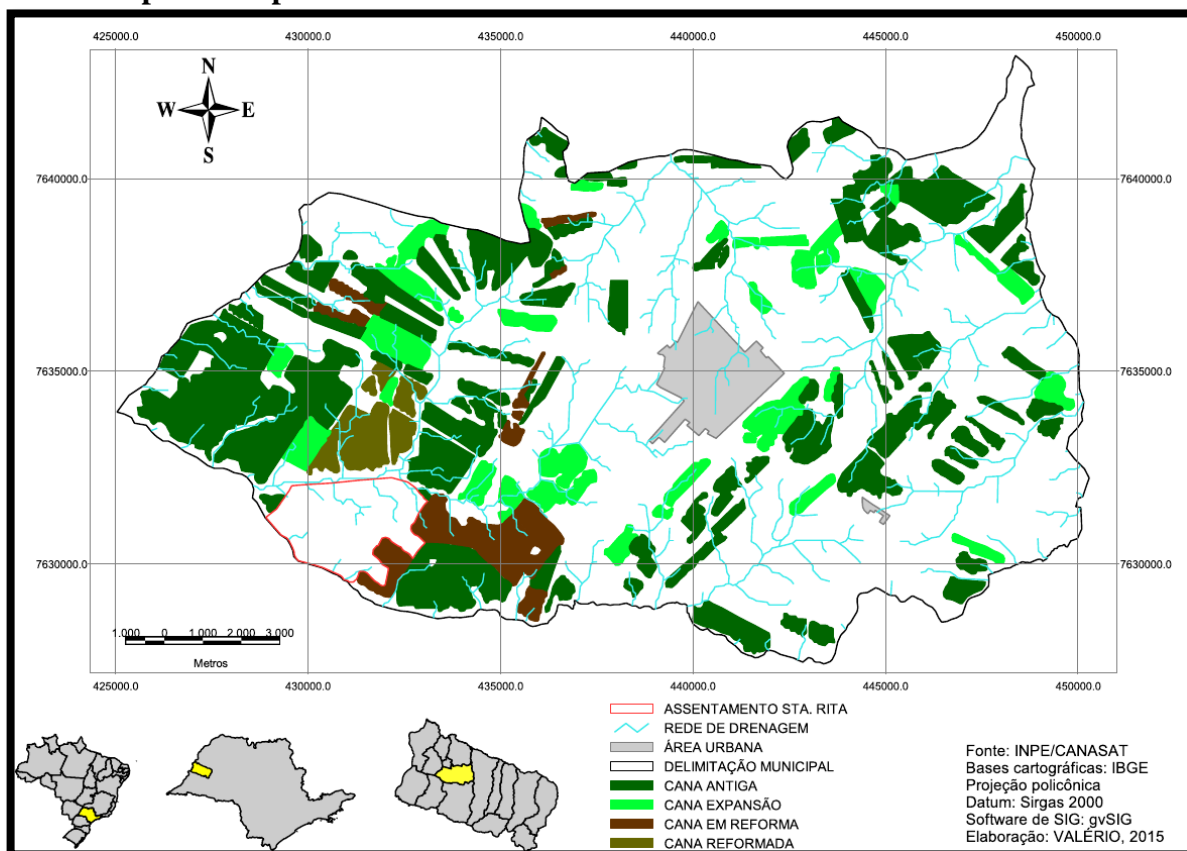 425000.0 430000.0 435000.0 440000.0 445000.0 450000.0
N
W E
S
7640000.0 7640000.0
7635000.0 7635000.0
7630000.0 7630000.0
1.000 0 1.000 2.000 3.000
Metros
425000.0 430000.0 435000.0 440000.0 445000.0 450000.0
ASSENTAMENTO STA. RITA
REDE DE DRENAGEM
ÁREA URBANA
DELIMITAÇÃO MUNICIPAL
CANA ANTIGA
CANA EXPANSÃO
CANA EM REFORMA
CANA REFORMADA
Fonte: INPE/CANASAT
Bases cartográficas: IBGE
Projeção policônica
Datum: Sirgas 2000
Software de SIG: gvSIG
Elaboração: VALÉRIO, 2015